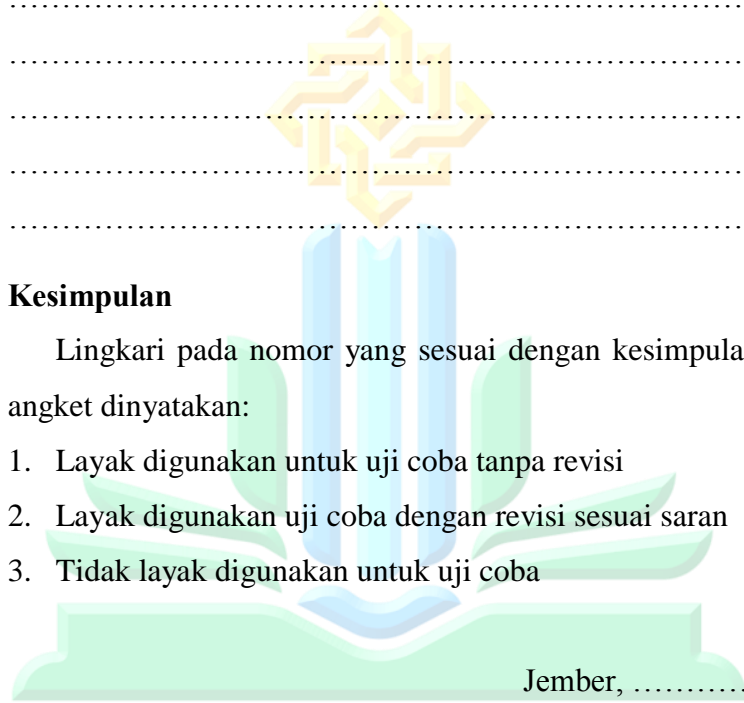 ……………………………………………………………
……………………………………………………………
……………………………………………………………
……………………………………………………………
……………………………………………………………
Kesimpulan
Lingkari pada nomor yang sesuai dengan kesimpula
angket dinyatakan:
1. Layak digunakan untuk uji coba tanpa revisi
2. Layak digunakan uji coba dengan revisi sesuai saran
3. Tidak layak digunakan untuk uji coba
Jember, …………